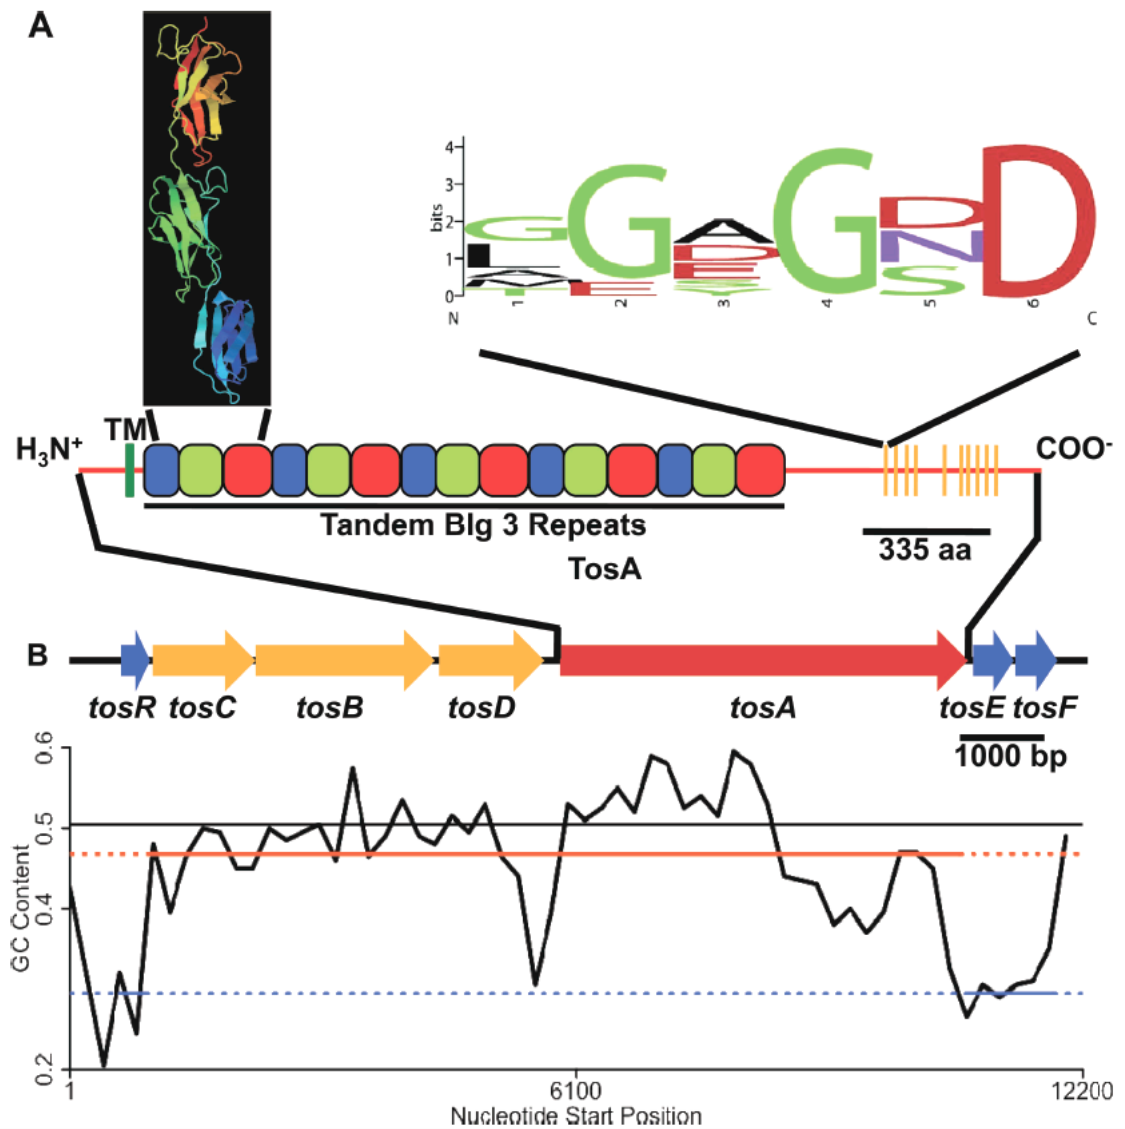 A
4
3
2
1
0
bits
G G A G D D
I D N
A E E A S
T
1 2 3 4 5 6
N C
TM
H3N+
COO-
Tandem BIg 3 Repeats
335 aa
TosA
B
tosR tosC tosB tosD tosA tosE tosF
1000 bp
0.6
0.5
0.4
0.2
GC Content
1 6100 12200
Nucleotide Start Position